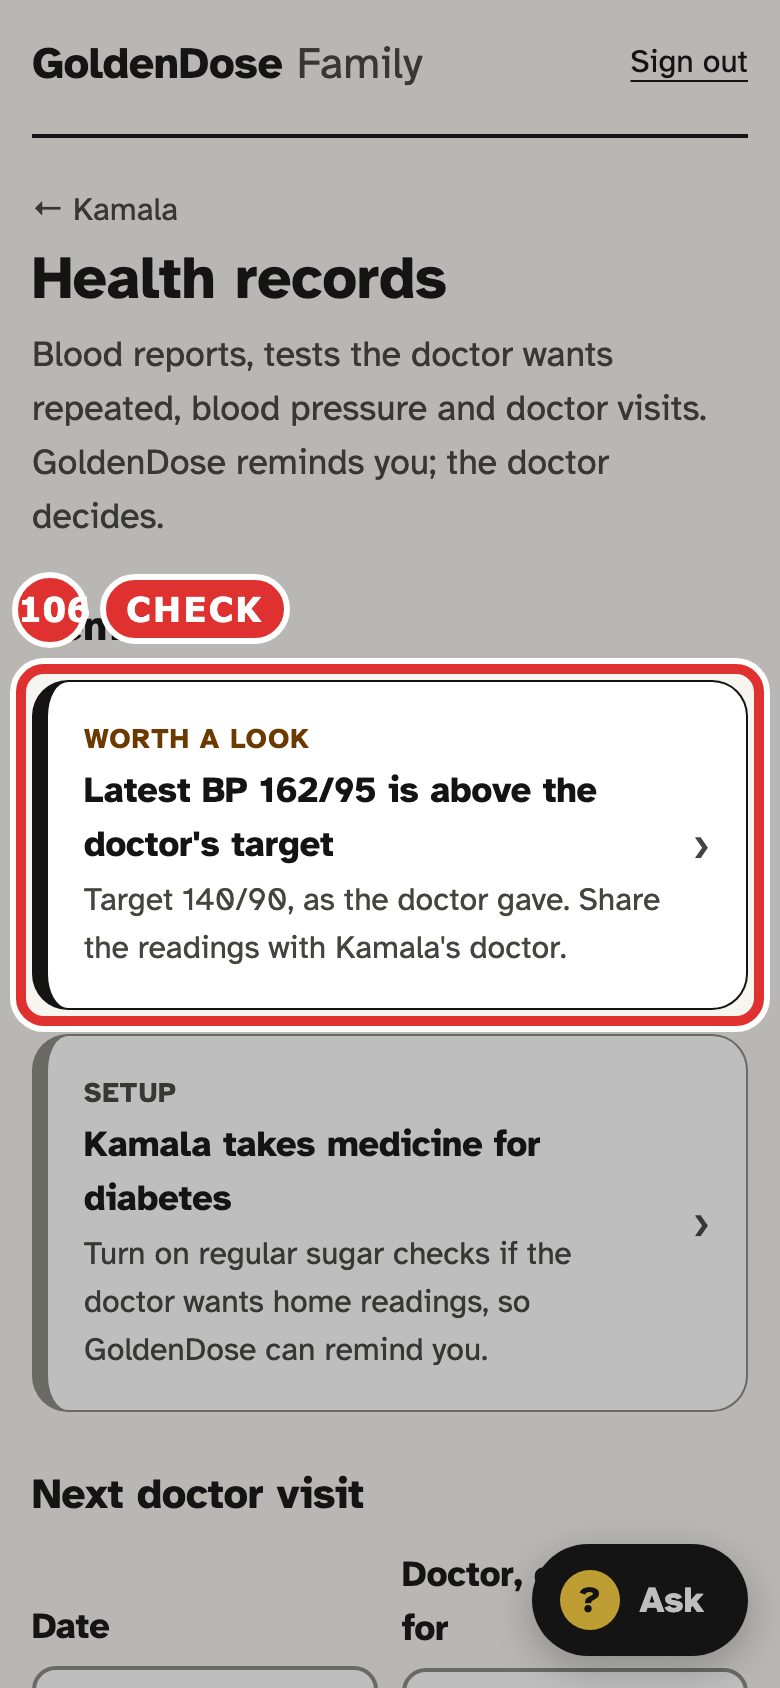 GoldenDose Family
Sign out
← Kamala
Health records
Blood reports, tests the doctor wants
repeated, blood pressure and doctor visits.
GoldenDose reminds you; the doctor
decides.
106 CHECK
WORTH A LOOK
Latest BP 162/95 is above the
doctor's target
Target 140/90, as the doctor gave. Share
the readings with Kamala's doctor.
SETUP
Kamala takes medicine for
diabetes
Turn on regular sugar checks if the
doctor wants home readings, so
GoldenDose can remind you.
Next doctor visit
Date
Doctor,
for
? Ask